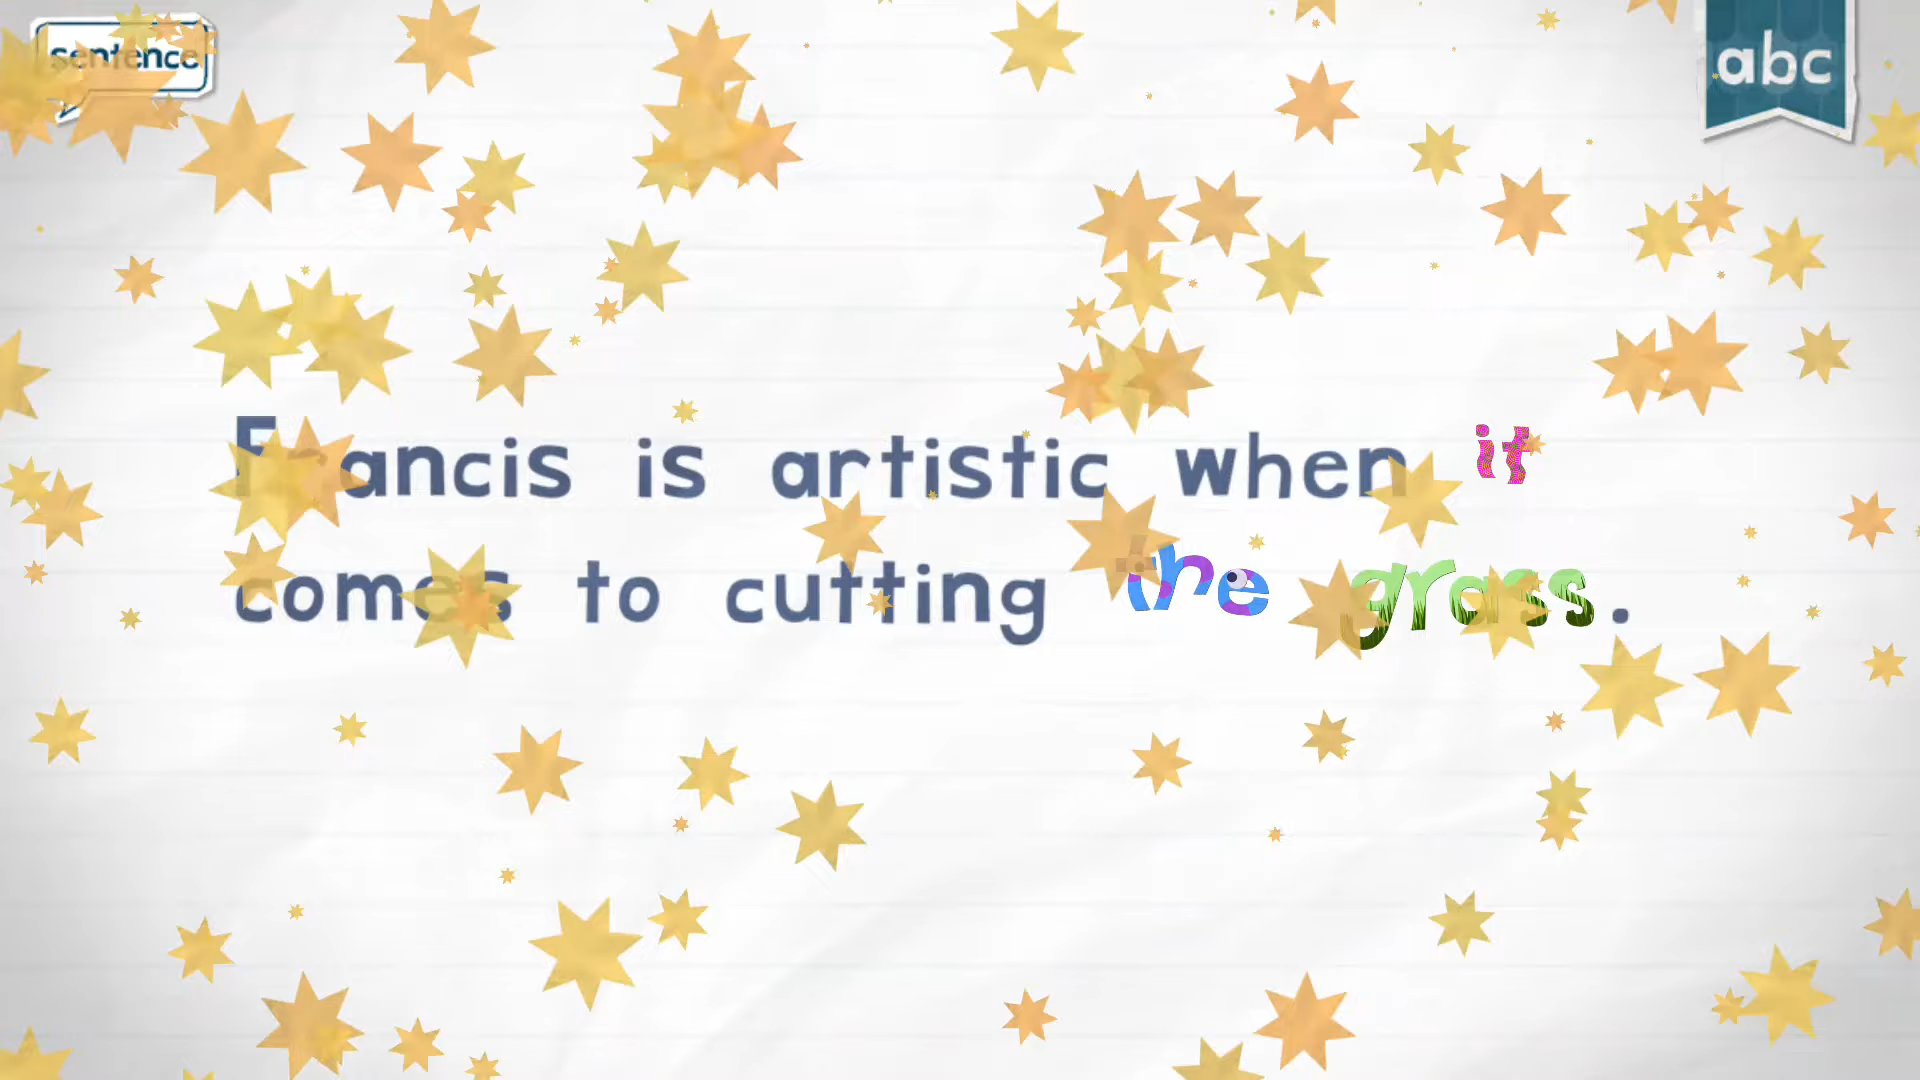 sentence
abc
Francis is artistic when it
comes to cutting the grass.